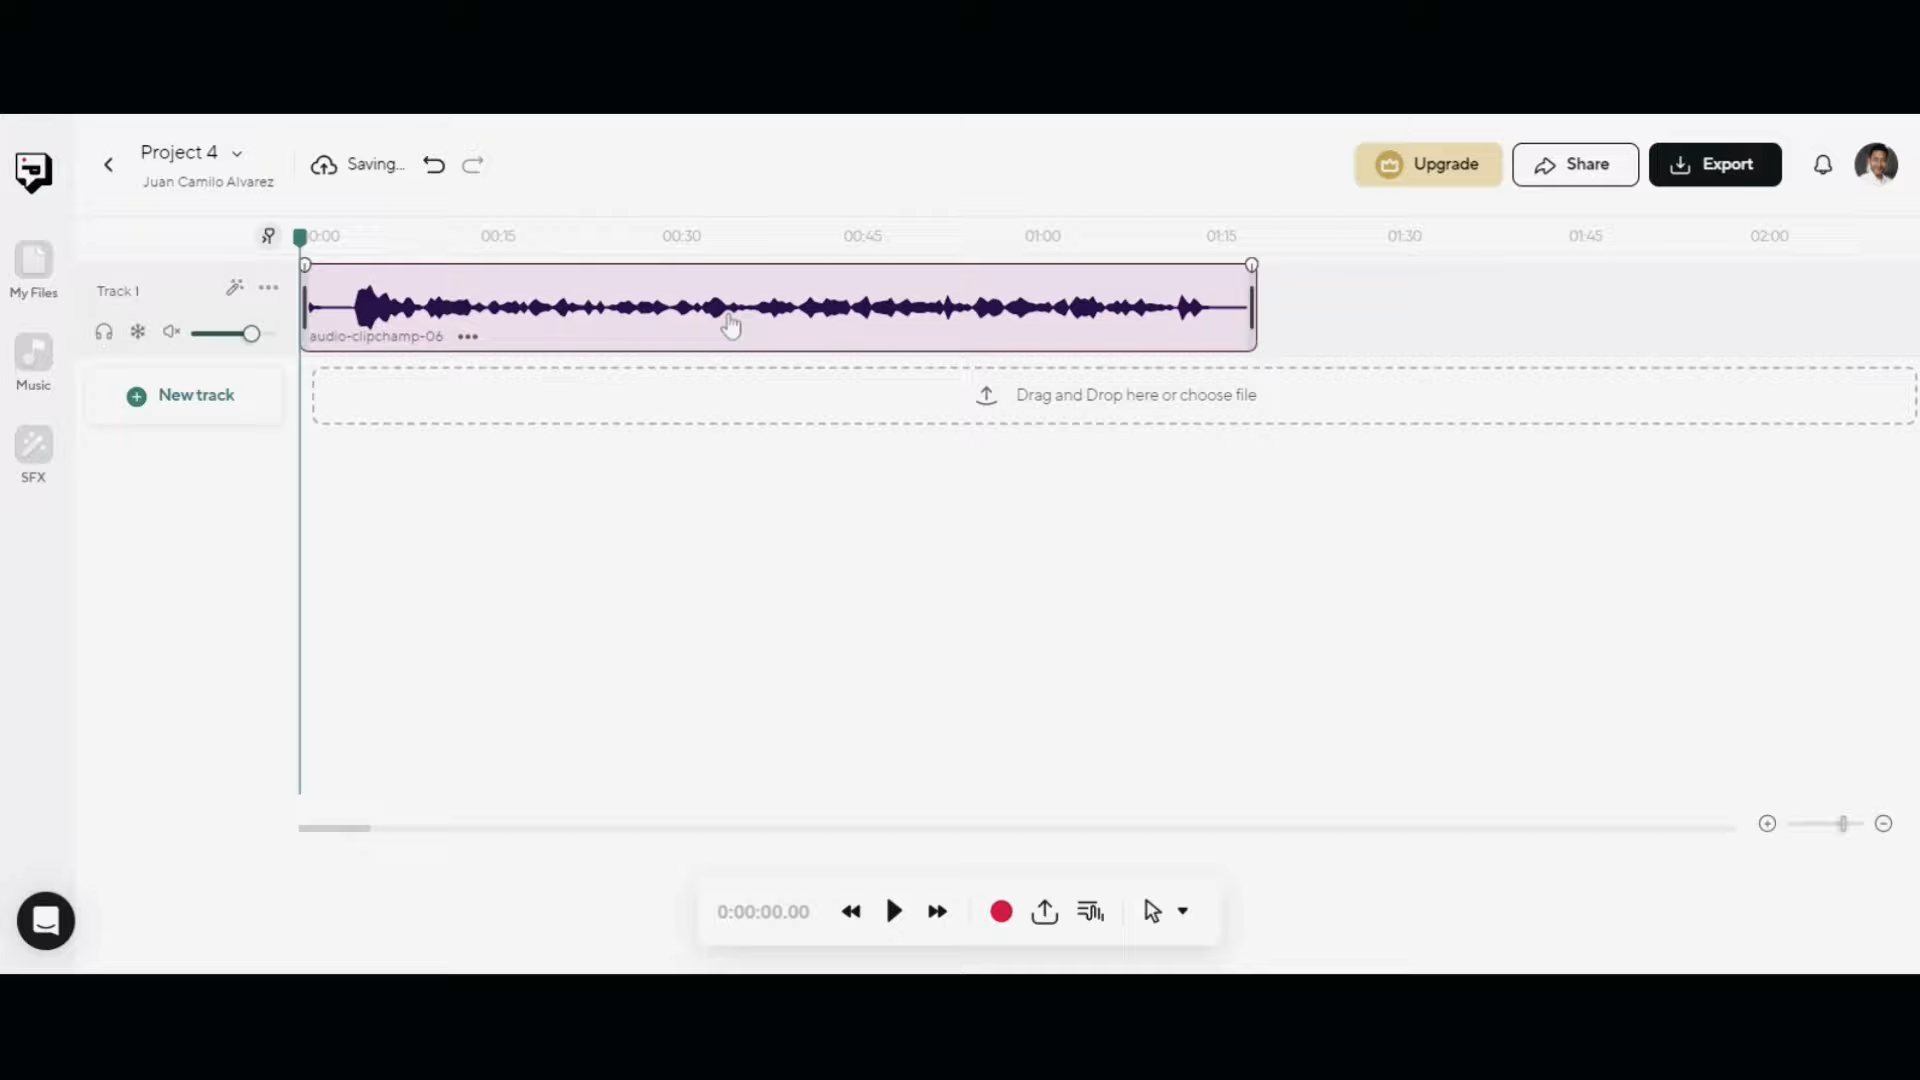 Project 4
Juan Camilo Alvarez
Saving...
Upgrade
Share
Export
My Files
Music
SFX
0:00
00:15
00:30
00:45
01:00
01:15
01:30
01:45
02:00
Track 1
audio-clipchamp-06
New track
Drag and Drop here or choose file
0:00:00.00